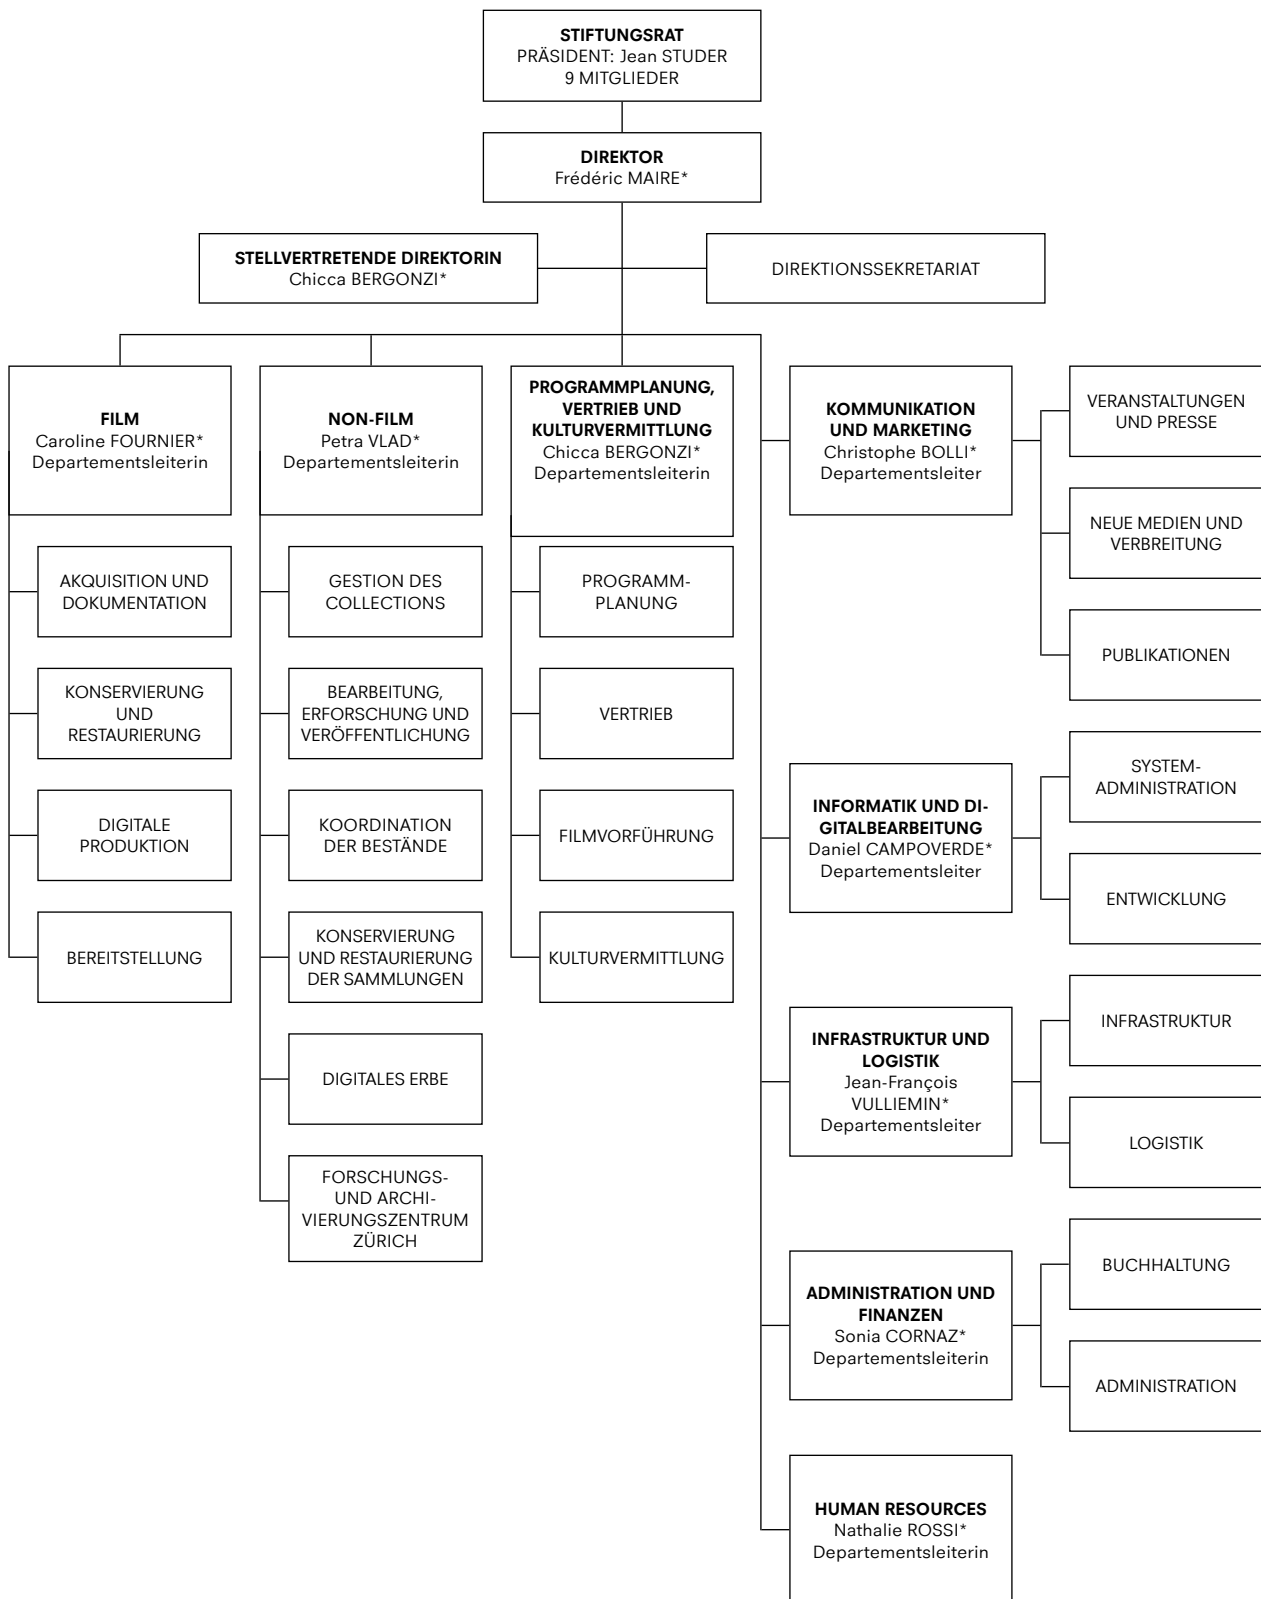 STIFTUNGSRAT
PRÄSIDENT: Jean STUDER
9 MITGLIEDER
DIREKTOR
Frédéric MAIRE*
STELLVERTRETENDE DIREKTORIN
Chicca BERGONZI*
DIREKTIONSSEKRETARIAT
FILM
Caroline FOURNIER*
Departementsleiterin
AKQUISITION UND
DOKUMENTATION
KONSERVIERUNG
UND
RESTAURIERUNG
DIGITALE
PRODUKTION
BEREITSTELLUNG
NON-FILM
Petra VLAD*
Departementsleiterin
GESTION DES
COLLECTIONS
BEARBEITUNG,
ERFORSCHUNG UND
VERÖFFENTLICHUNG
KOORDINATION
DER BESTÄNDE
KONSERVIERUNG
UND RESTAURIERUNG
DER SAMMLUNGEN
DIGITALES ERBE
FORSCHUNGS-
UND ARCHI-
VIERUNGSZENTRUM
ZÜRICH
PROGRAMMPLANUNG,
VERTRIEB UND
KULTURVERMITTLUNG
Chicca BERGONZI*
Departementsleiterin
PROGRAMM-
PLANUNG
VERTRIEB
FILMVORFÜHRUNG
KULTURVERMITTLUNG
KOMMUNIKATION
UND MARKETING
Christophe BOLLI*
Departementsleiter
VERANSTALTUNGEN
UND PRESSE
NEUE MEDIEN UND
VERBREITUNG
PUBLIKATIONEN
INFORMATIK UND DI-
GITALBEARBEITUNG
Daniel CAMPOVERDE*
Departementsleiter
SYSTEM-
ADMINISTRATION
ENTWICKLUNG
INFRASTRUKTUR UND
LOGISTIK
Jean-François
VULLIEMIN*
Departementsleiter
INFRASTRUKTUR
LOGISTIK
ADMINISTRATION UND
FINANZEN
Sonia CORNAZ*
Departementsleiterin
BUCHHALTUNG
ADMINISTRATION
HUMAN RESOURCES
Nathalie ROSSI*
Departementsleiterin